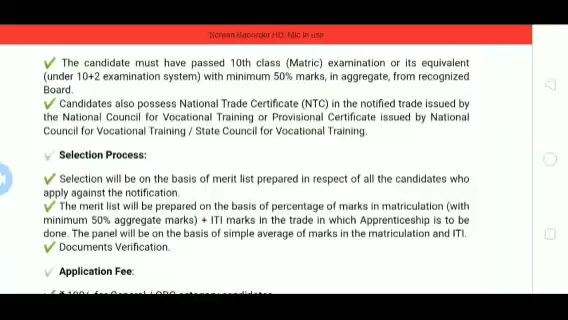 "Screen Recorder HD: Mic in use
The candidate must have passed 10th class (Matric) examination or its equivalent
(under 10+2 examination system) with minimum 50% marks, in aggregate, from recognized
Board.
Candidates also possess National Trade Certificate (NTC) in the notified trade issued by
the National Council for Vocational Training or Provisional Certificate issued by National
Council for Vocational Training / State Council for Vocational Training.
Selection Process:
Selection will be on the basis of merit list prepared in respect of all the candidates who
apply against the notification.
The merit list will be prepared on the basis of percentage of marks in matriculation (with
minimum 50% aggregate marks) + ITI marks in the trade in which Apprenticeship is to be
done. The panel will be on the basis of simple average of marks in the matriculation and ITI.
Documents Verification.
Application Fee: